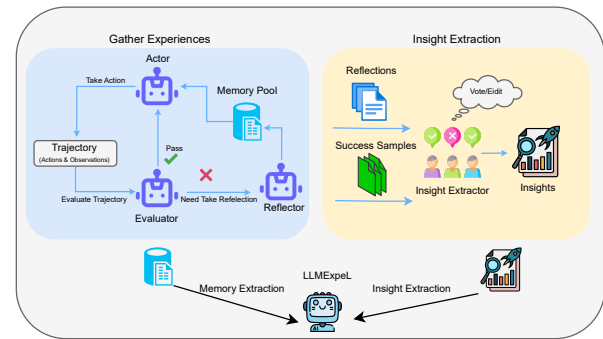 Gather Experiences
Actor
Take Action
Memory Pool
Trajectory
(Actions & Observations)
Pass
Evaluate Trajectory
Need Take Refelection
Evaluator
Reflector
Insight Extraction
Reflections
Vote/Eidit
Success Samples
Insight Extractor
Insights
LLMExpeL
Memory Extraction
Insight Extraction
AI